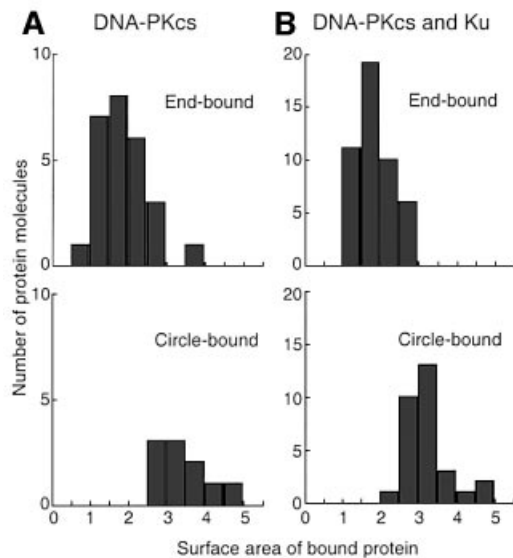 A DNA-PKcs
B DNA-PKcs and Ku
10
5
0
End-bound
20
15
10
5
0
End-bound
Number of protein molecules
10
5
0
Circle-bound
20
15
10
5
0
Circle-bound
0 1 2 3 4 5
0 1 2 3 4 5
Surface area of bound protein